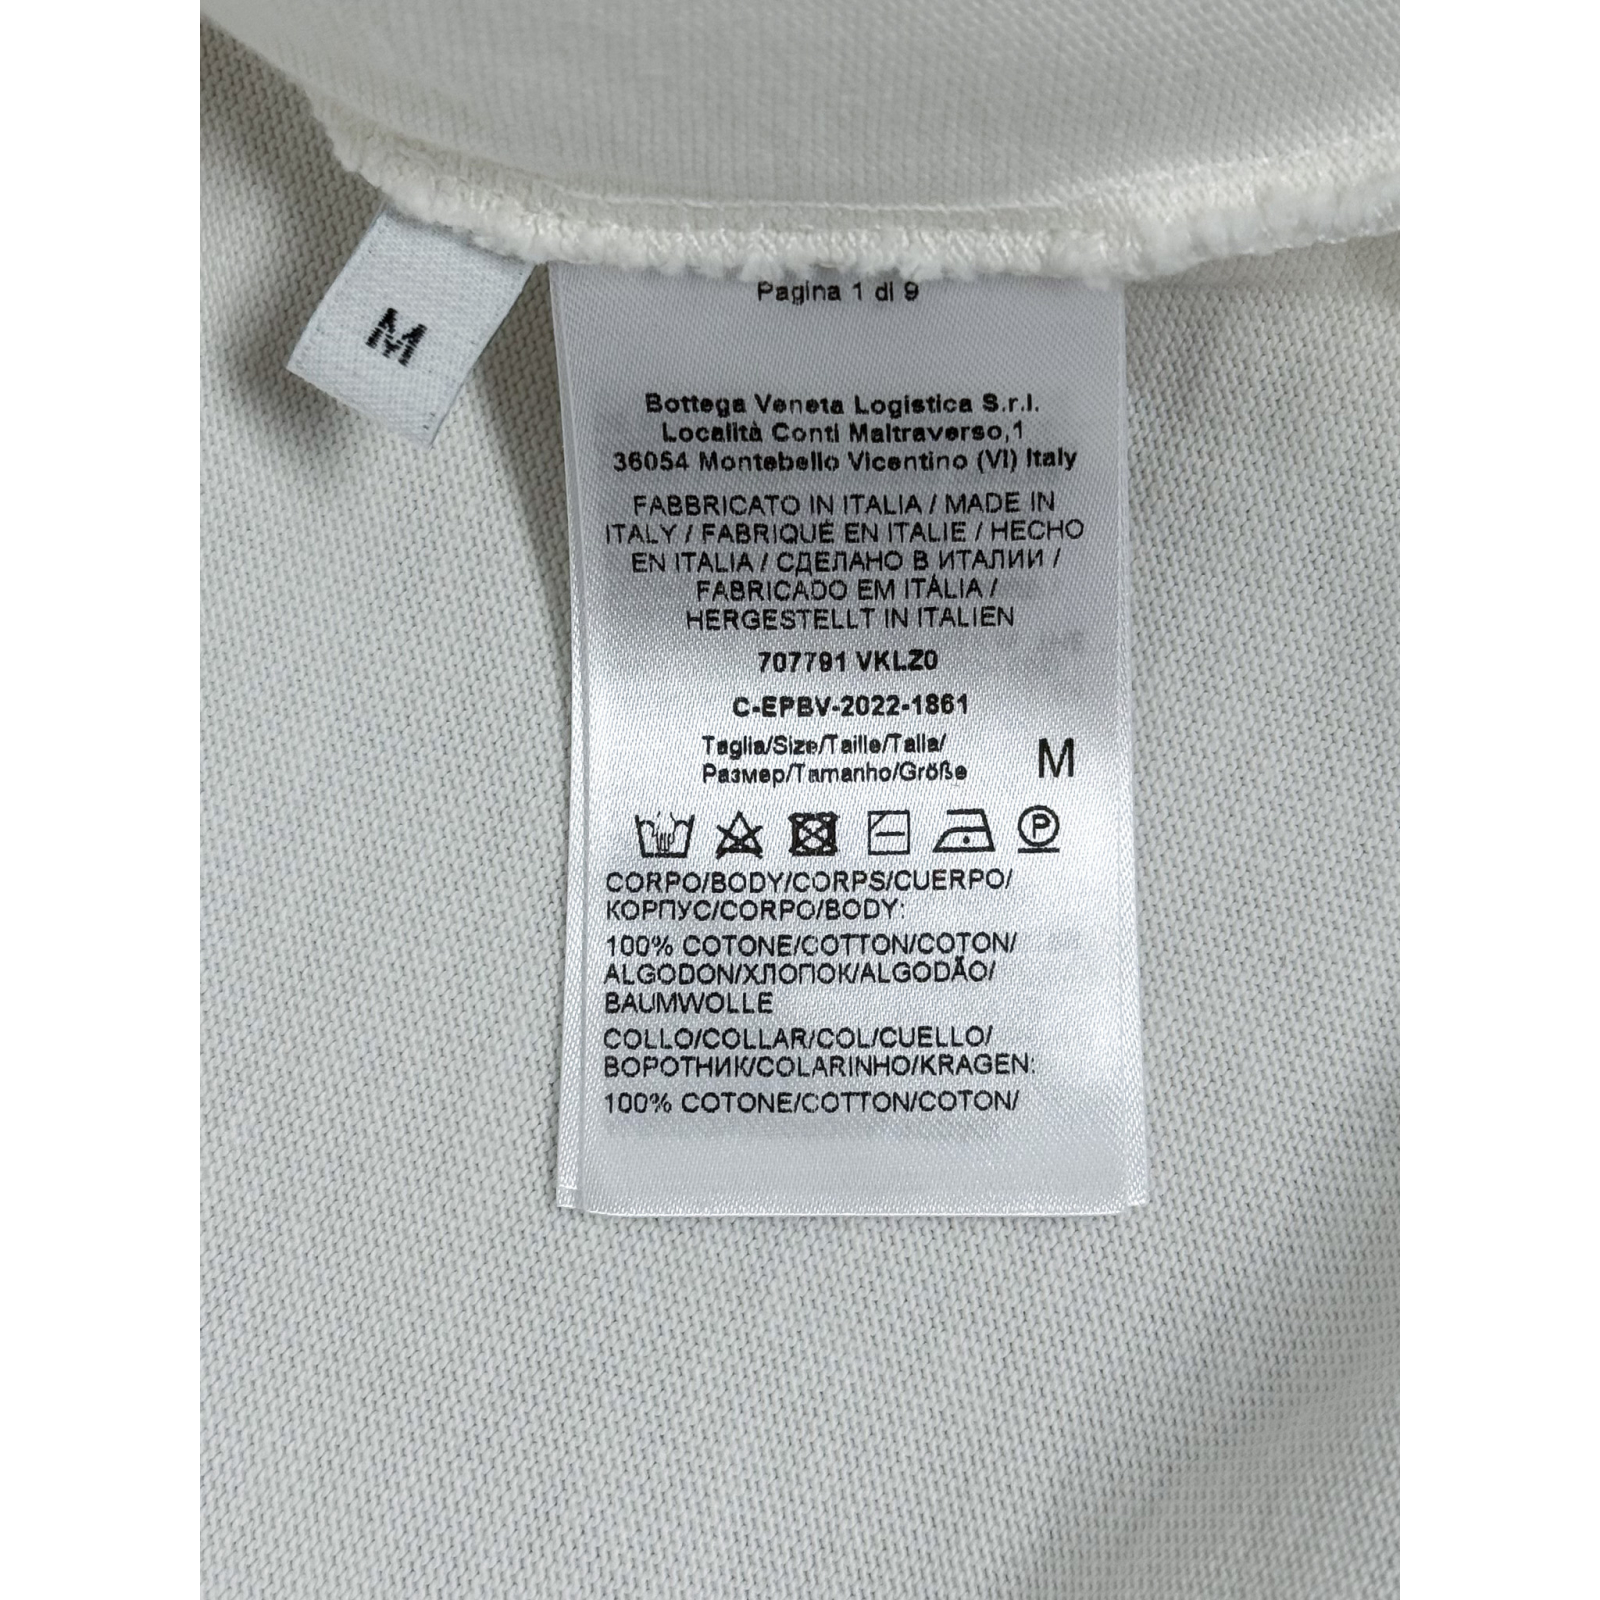 M
Pagina 1 di 9
Bottega Veneta Logistica S.r.l.
Località Conti Maltraverso,1
36054 Montebello Vicentino (VI) Italy
FABBRICATO IN ITALIA / MADE IN
ITALY / FABRIQUÉ EN ITALIE / HECHO
EN ITALIA / СДЕЛАНО В ИТАЛИИ /
FABRICADO EM ITÁLIA /
HERGESTELLT IN ITALIEN
707791 VKLZ0
C-EPBV-2022-1861
Taglia/Size/Taille/Talla/
Размер/Tamanho/Größe M
P
CORPO/BODY/CORPS/CUERPO/
КОРПУС/CORPO/BODY:
100% COTONE/COTTON/COTON/
ALGODON/ХЛОПОК/ALGODÃO/
BAUMWOLLE
COLLO/COLLAR/COL/CUELLO/
ВОРОТНИК/COLARINHO/KRAGEN:
100% COTONE/COTTON/COTON/